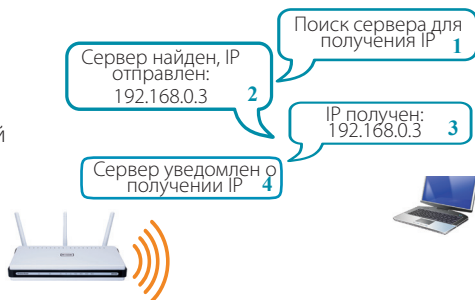 Поиск сервера для
получения IP 1
Сервер найден, IP
отправлен:
192.168.0.3 2
IP получен:
192.168.0.3 3
й
Сервер уведомлен о
получении IP 4